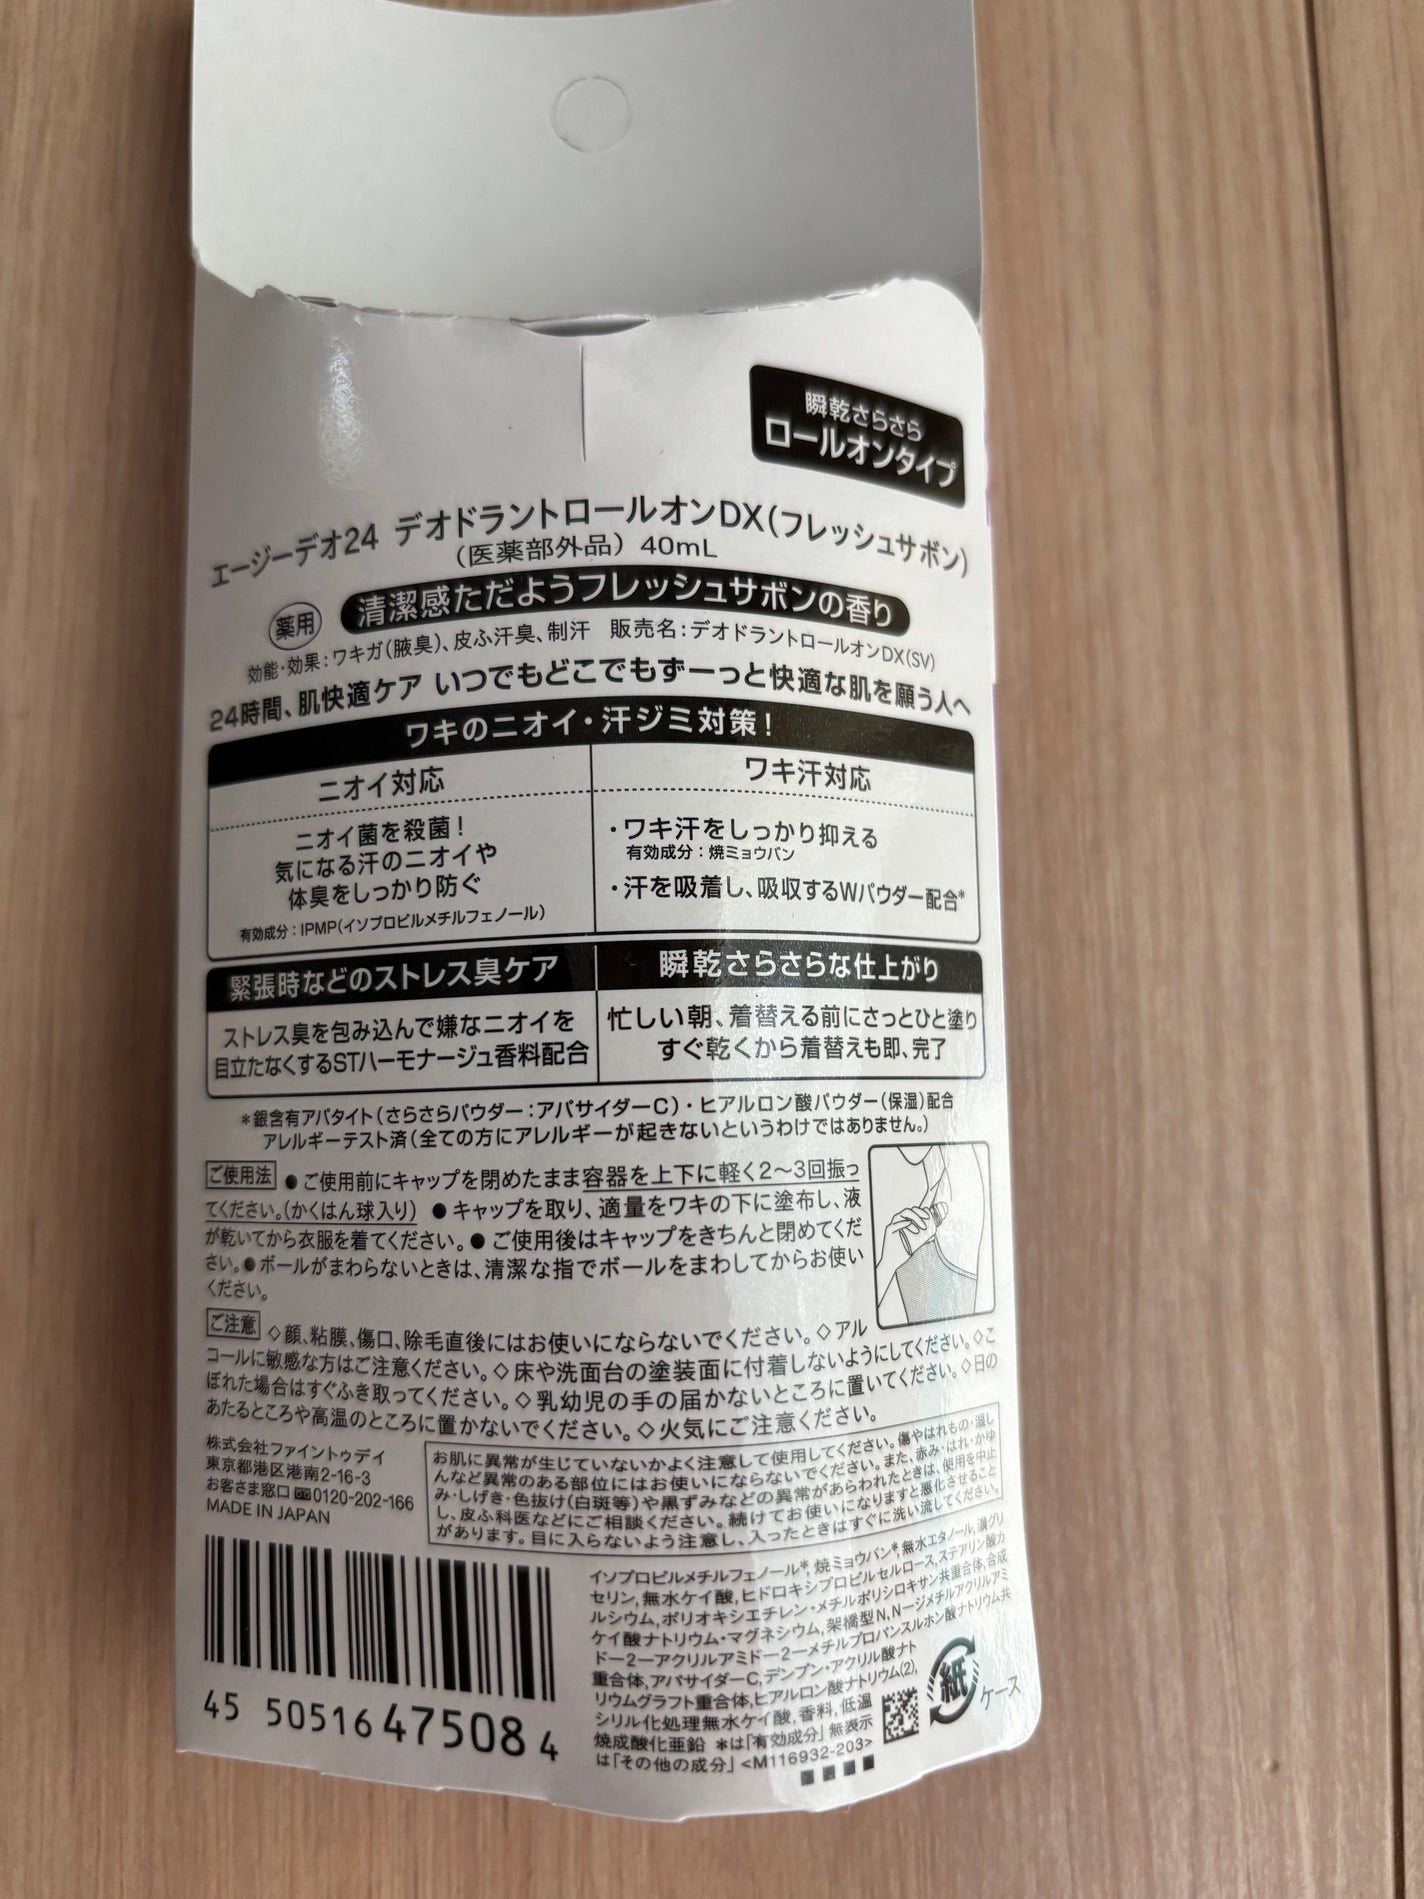 瞬乾さらさら
ロールオンタイプ
エージーデオ24 デオドラントロールオンDX(フレッシュサボン)
(医薬部外品) 40mL
薬用 清潔感ただようフレッシュサボンの香り
効能・効果:ワキガ(腋臭)、皮ふ汗臭、制汗 販売名:デオドラントロールオンDX(SV)
24時間、肌快適ケア いつでもどこでもずーっと快適な肌を願う人へ
ワキのニオイ・汗ジミ対策!
ニオイ対応
ニオイ菌を殺菌!
気になる汗のニオイや
体臭をしっかり防ぐ
有効成分:IPMP(イソプロピルメチルフェノール)
ワキ汗対応
・ワキ汗をしっかり抑える
有効成分:焼ミョウバン
・汗を吸着し、吸収するWパウダー配合*
緊張時などのストレス臭ケア
ストレス臭を包み込んで嫌なニオイを
目立たなくするSTハーモナージュ香料配合
瞬乾さらさらな仕上がり
忙しい朝、着替える前にさっとひと塗り
すぐ乾くから着替えも即、完了
*銀含有アパタイト(さらさらパウダー:アパサイダーC)・ヒアルロン酸パウダー(保湿)配合
アレルギーテスト済(全ての方にアレルギーが起きないというわけではありません。)
ご使用法 ●ご使用前にキャップを閉めたまま容器を上下に軽く2〜3回振っ
てください。(かくはん球入り) ●キャップを取り、適量をワキの下に塗布し、液
が乾いてから衣服を着てください。●ご使用後はキャップをきちんと閉めてくだ
さい。●ボールがまわらないときは、清潔な指でボールをまわしてからお使い
ください。
ご注意 ◇顔、粘膜、傷口、除毛直後にはお使いにならないでください。◇アル
コールに敏感な方はご注意ください。◇床や洗面台の塗装面に付着しないようにしてください。◇こ
ぼれた場合はすぐふき取ってください。◇乳幼児の手の届かないところに置いてください。◇日の
あたるところや高温のところに置かないでください。◇火気にご注意ください。
株式会社ファイントゥデイ
東京都港区港南2-16-3
お客さま窓口 0120-202-166
MADE IN JAPAN
お肌に異常が生じていないかよく注意して使用してください。傷やはれもの・湿し
んなど異常のある部位にはお使いにならないでください。また、赤み・はれ・かゆ
み・しげき・色抜け(白斑等)や黒ずみなどの異常があらわれたときは、使用を中止
し、皮ふ科医などにご相談ください。続けてお使いになりますと悪化させること
があります。目に入らないよう注意し、入ったときはすぐに洗い流してください。
イソプロピルメチルフェノール*,焼ミョウバン*,無水エタノール,濃グリ
セリン,無水ケイ酸,ヒドロキシプロピルセルロース,ステアリン酸カ
ルシウム,ポリオキシエチレン・メチルポリシロキサン共重合体,合成
ケイ酸ナトリウム・マグネシウム,架橋型N,N-ジメチルアクリルアミ
ド-2-アクリルアミド-2-メチルプロパンスルホン酸ナトリウム共
重合体,アパサイダーC,デンプン・アクリル酸ナト
リウムグラフト重合体,ヒアルロン酸ナトリウム(2),
シリル化処理無水ケイ酸,香料,低温
焼成酸化亜鉛 *は「有効成分」無表示
は「その他の成分」<M116932-203>
紙 ケース
45 50516 47508 4